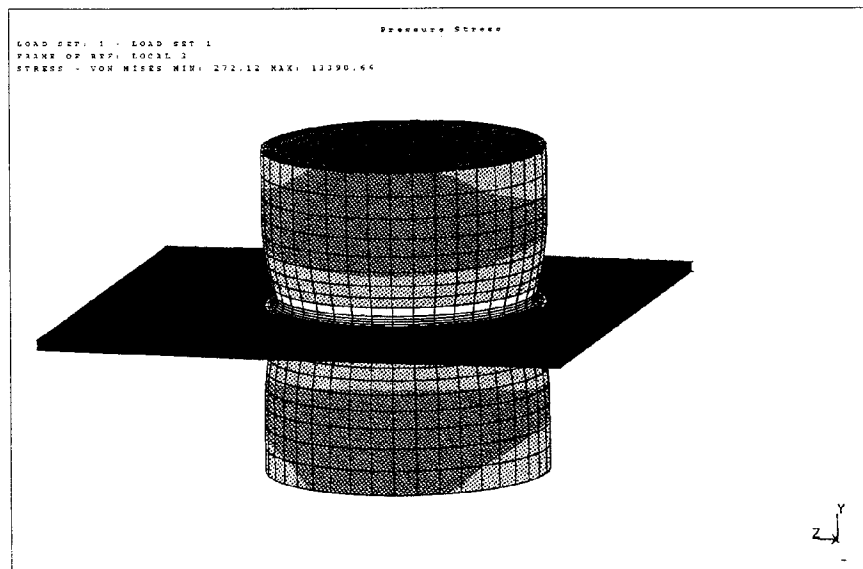 Pressure Stress
LOAD SET: 1 - LOAD SET 1
FRAME OF REF: LOCAL 2
STRESS - VON MISES MIN: 272.12 MAX: 13390.64
Y
Z